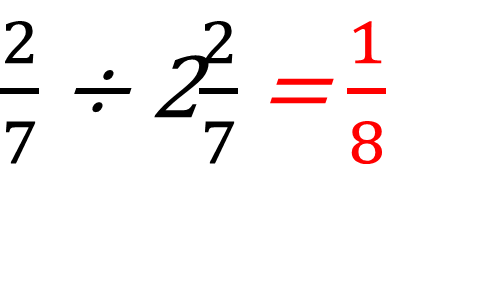 2/7 ÷ 2 2/7 = 1/8